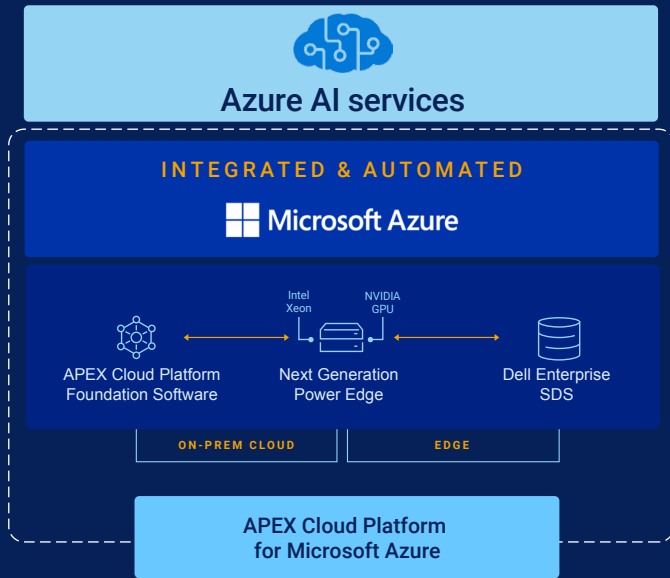 Azure AI services
INTEGRATED & AUTOMATED
Microsoft Azure
Intel
Xeon
NVIDIA
GPU
APEX Cloud Platform
Foundation Software
Next Generation
Power Edge
Dell Enterprise
SDS
ON-PREM CLOUD
EDGE
APEX Cloud Platform
for Microsoft Azure